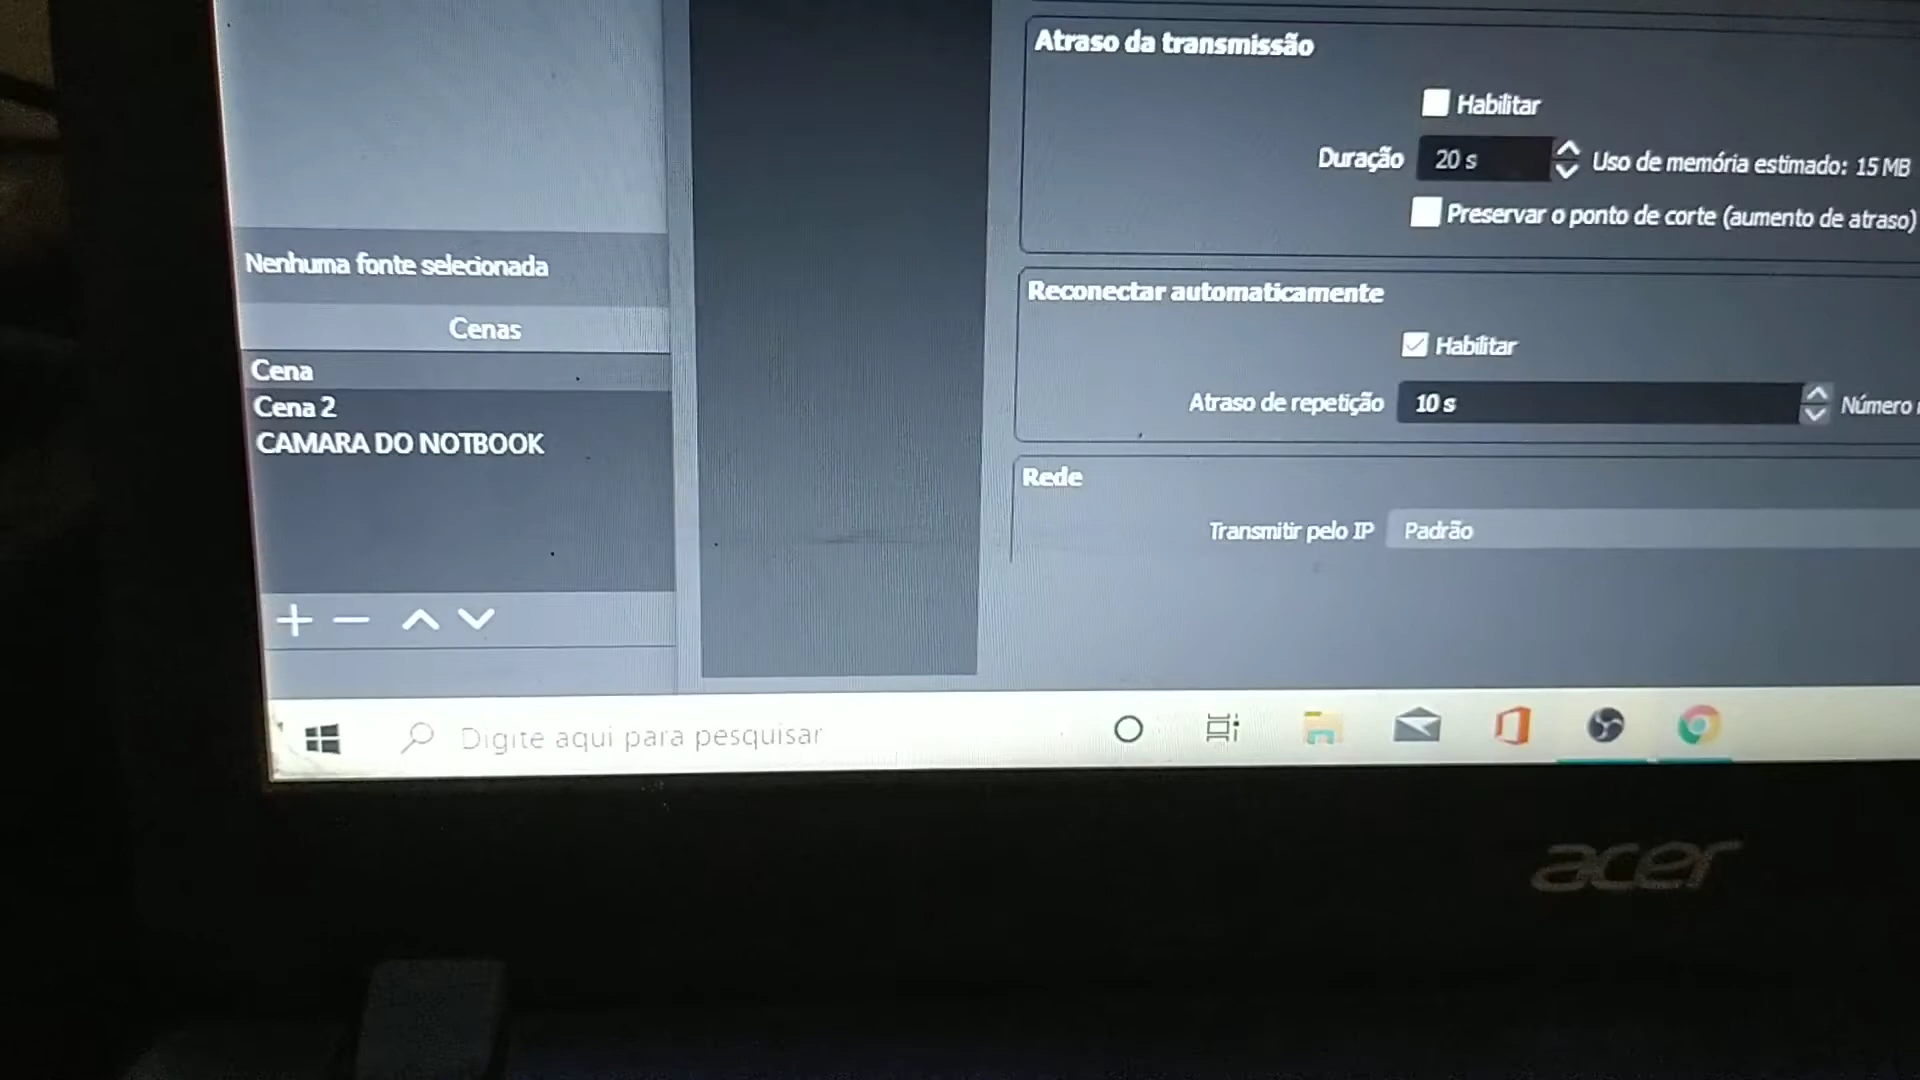 Atraso da transmissão
Habilitar
Duração 20 s Uso de memória estimado: 15 MB
Preservar o ponto de corte (aumento de atraso)
Reconectar automaticamente
Habilitar
Atraso de repetição 10 s Número
Rede
Transmitir pelo IP Padrão
Nenhuma fonte selecionada
Cenas
Cena
Cena 2
CAMARA DO NOTBOOK
Digite aqui para pesquisar
acer